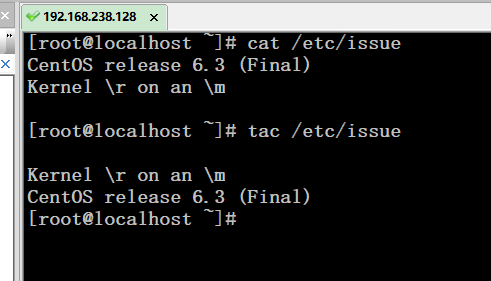 192.168.238.128
[root@localhost ~]# cat /etc/issue
CentOS release 6.3 (Final)
Kernel \r on an \m
[root@localhost ~]# tac /etc/issue
Kernel \r on an \m
CentOS release 6.3 (Final)
[root@localhost ~]#